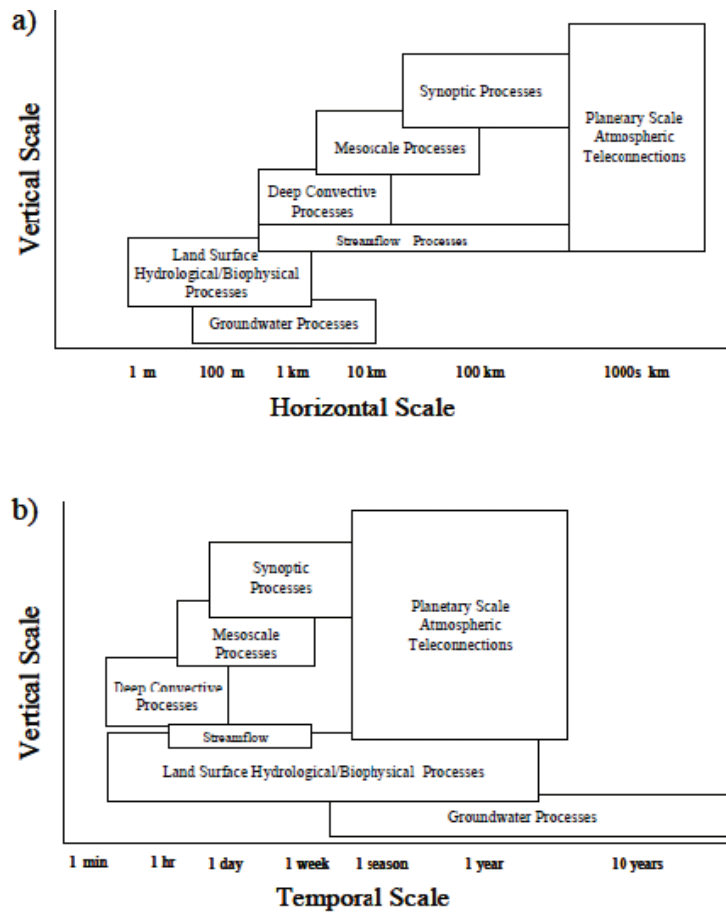 a)
Vertical Scale
Synoptic Processes
Planetary Scale
Atmospheric
Teleconnections
Mesoscale Processes
Deep Convective
Processes
Streamflow Processes
Land Surface
Hydrological/Biophysical
Processes
Groundwater Processes
1 m 100 m 1 km 10 km 100 km 1000s km
Horizontal Scale
b)
Vertical Scale
Synoptic
Processes
Planetary Scale
Atmospheric
Teleconnections
Mesoscale
Processes
Deep Convective
Processes
Streamflow
Land Surface Hydrological/Biophysical Processes
Groundwater Processes
1 min 1 hr 1 day 1 week 1 season 1 year 10 years
Temporal Scale